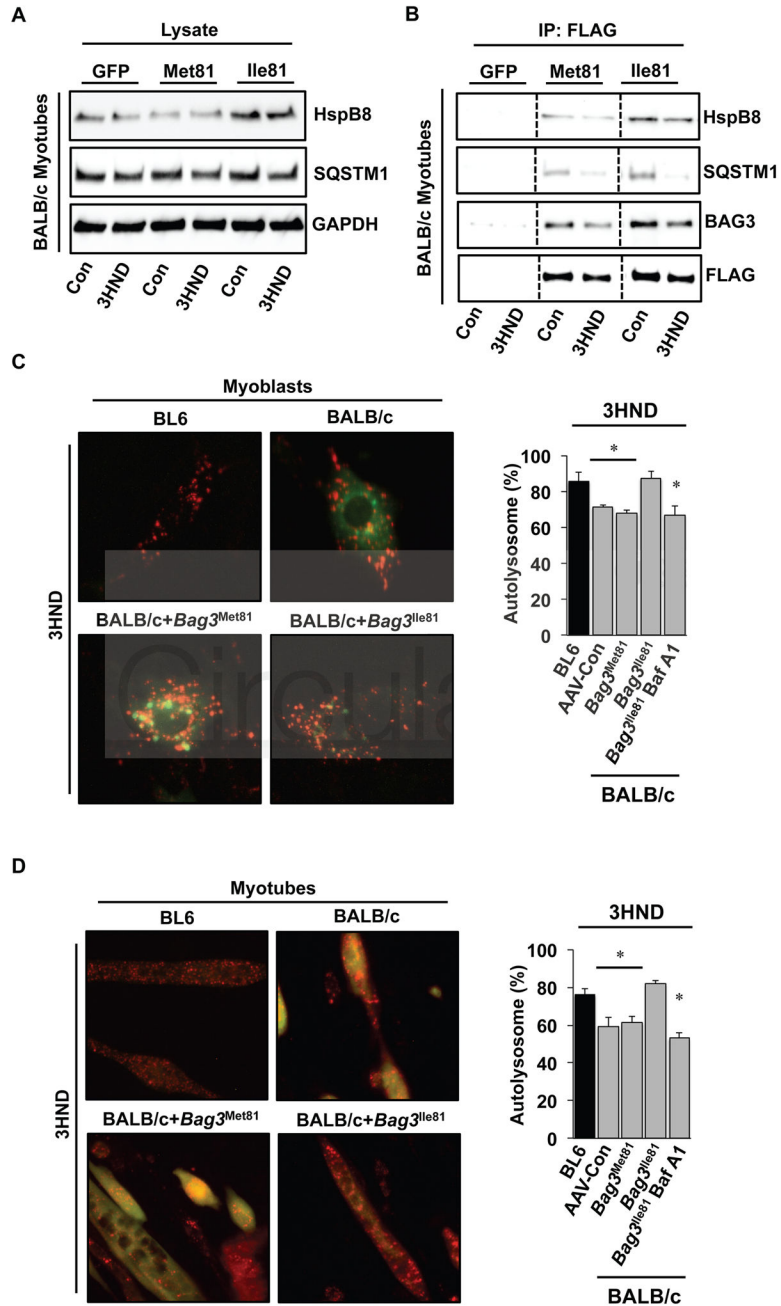 A
Lysate
GFP Met81 Ile81
BALB/c Myotubes
HspB8
SQSTM1
GAPDH
Con 3HND Con 3HND Con 3HND
B
IP: FLAG
GFP Met81 Ile81
BALB/c Myotubes
HspB8
SQSTM1
BAG3
FLAG
Con 3HND Con 3HND Con 3HND
C
Myoblasts
BL6 BALB/c
3HND
BALB/c+Bag3Met81 BALB/c+Bag3Ile81
Circula
3HND
Autolysosome (%)
100
80
60
40
20
0
*
*
BL6
AAV-Con
Bag3Met81
Bag3Ile81
Bag3Ile81 Baf A1
BALB/c
D
Myotubes
BL6 BALB/c
3HND
BALB/c+Bag3Met81 BALB/c+Bag3Ile81
3HND
Autolysosome (%)
100
80
60
40
20
0
*
*
BL6
AAV-Con
Bag3Met81
Bag3Ile81
Bag3Ile81 Baf A1
BALB/c